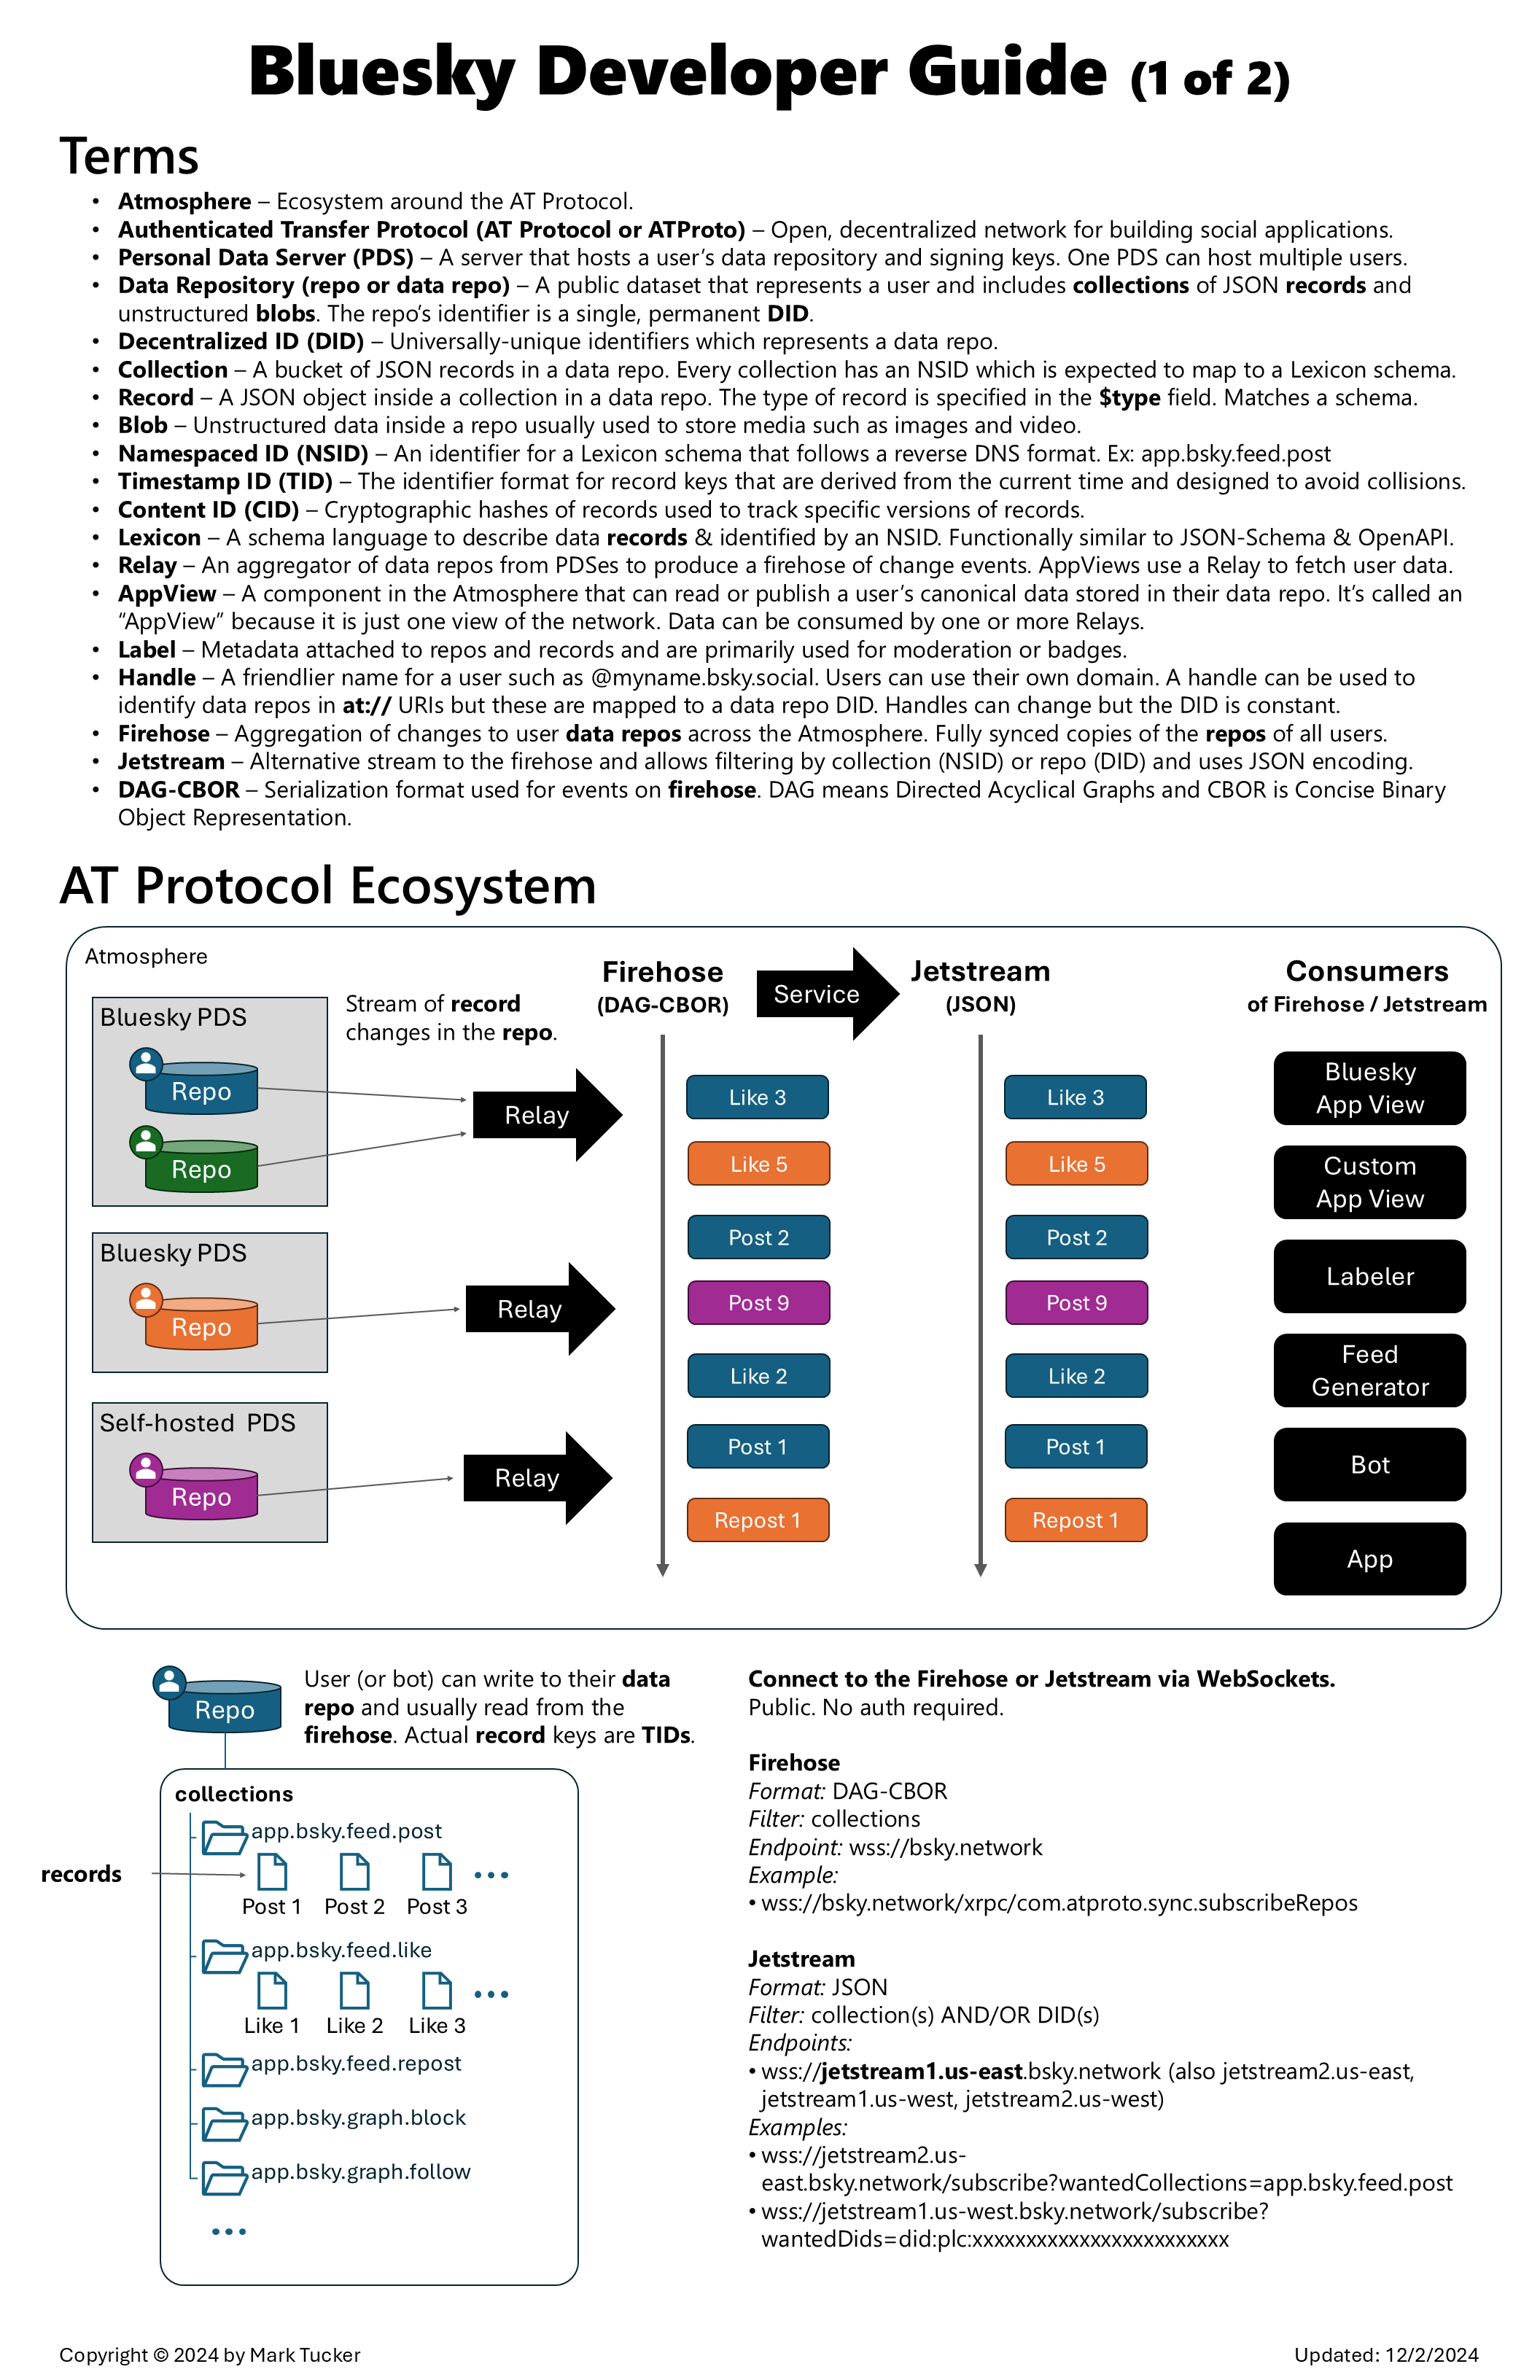 Bluesky Developer Guide (1 of 2)
Terms
• Atmosphere – Ecosystem around the AT Protocol.
• Authenticated Transfer Protocol (AT Protocol or ATProto) – Open, decentralized network for building social applications.
• Personal Data Server (PDS) – A server that hosts a user’s data repository and signing keys. One PDS can host multiple users.
• Data Repository (repo or data repo) – A public dataset that represents a user and includes collections of JSON records and
unstructured blobs. The repo’s identifier is a single, permanent DID.
• Decentralized ID (DID) – Universally-unique identifiers which represents a data repo.
• Collection – A bucket of JSON records in a data repo. Every collection has an NSID which is expected to map to a Lexicon schema.
• Record – A JSON object inside a collection in a data repo. The type of record is specified in the $type field. Matches a schema.
• Blob – Unstructured data inside a repo usually used to store media such as images and video.
• Namespaced ID (NSID) – An identifier for a Lexicon schema that follows a reverse DNS format. Ex: app.bsky.feed.post
• Timestamp ID (TID) – The identifier format for record keys that are derived from the current time and designed to avoid collisions.
• Content ID (CID) – Cryptographic hashes of records used to track specific versions of records.
• Lexicon – A schema language to describe data records & identified by an NSID. Functionally similar to JSON-Schema & OpenAPI.
• Relay – An aggregator of data repos from PDSes to produce a firehose of change events. AppViews use a Relay to fetch user data.
• AppView – A component in the Atmosphere that can read or publish a user’s canonical data stored in their data repo. It’s called an
“AppView” because it is just one view of the network. Data can be consumed by one or more Relays.
• Label – Metadata attached to repos and records and are primarily used for moderation or badges.
• Handle – A friendlier name for a user such as @myname.bsky.social. Users can use their own domain. A handle can be used to
identify data repos in at:// URIs but these are mapped to a data repo DID. Handles can change but the DID is constant.
• Firehose – Aggregation of changes to user data repos across the Atmosphere. Fully synced copies of the repos of all users.
• Jetstream – Alternative stream to the firehose and allows filtering by collection (NSID) or repo (DID) and uses JSON encoding.
• DAG-CBOR – Serialization format used for events on firehose. DAG means Directed Acyclical Graphs and CBOR is Concise Binary
Object Representation.
AT Protocol Ecosystem
Atmosphere
Bluesky PDS
Repo
Repo
Bluesky PDS
Repo
Self-hosted PDS
Repo
Stream of record
changes in the repo.
Relay
Relay
Relay
Firehose
(DAG-CBOR)
Like 3
Like 5
Post 2
Post 9
Like 2
Post 1
Repost 1
Service
Jetstream
(JSON)
Like 3
Like 5
Post 2
Post 9
Like 2
Post 1
Repost 1
Consumers
of Firehose / Jetstream
Bluesky
App View
Custom
App View
Labeler
Feed
Generator
Bot
App
Repo
User (or bot) can write to their data
repo and usually read from the
firehose. Actual record keys are TIDs.
collections
app.bsky.feed.post
records
Post 1 Post 2 Post 3
app.bsky.feed.like
Like 1 Like 2 Like 3
app.bsky.feed.repost
app.bsky.graph.block
app.bsky.graph.follow
Connect to the Firehose or Jetstream via WebSockets.
Public. No auth required.
Firehose
Format: DAG-CBOR
Filter: collections
Endpoint: wss://bsky.network
Example:
• wss://bsky.network/xrpc/com.atproto.sync.subscribeRepos
Jetstream
Format: JSON
Filter: collection(s) AND/OR DID(s)
Endpoints:
• wss://jetstream1.us-east.bsky.network (also jetstream2.us-east,
jetstream1.us-west, jetstream2.us-west)
Examples:
• wss://jetstream2.us-
east.bsky.network/subscribe?wantedCollections=app.bsky.feed.post
• wss://jetstream1.us-west.bsky.network/subscribe?
wantedDids=did:plc:xxxxxxxxxxxxxxxxxxxxxxxx
Copyright © 2024 by Mark Tucker
Updated: 12/2/2024